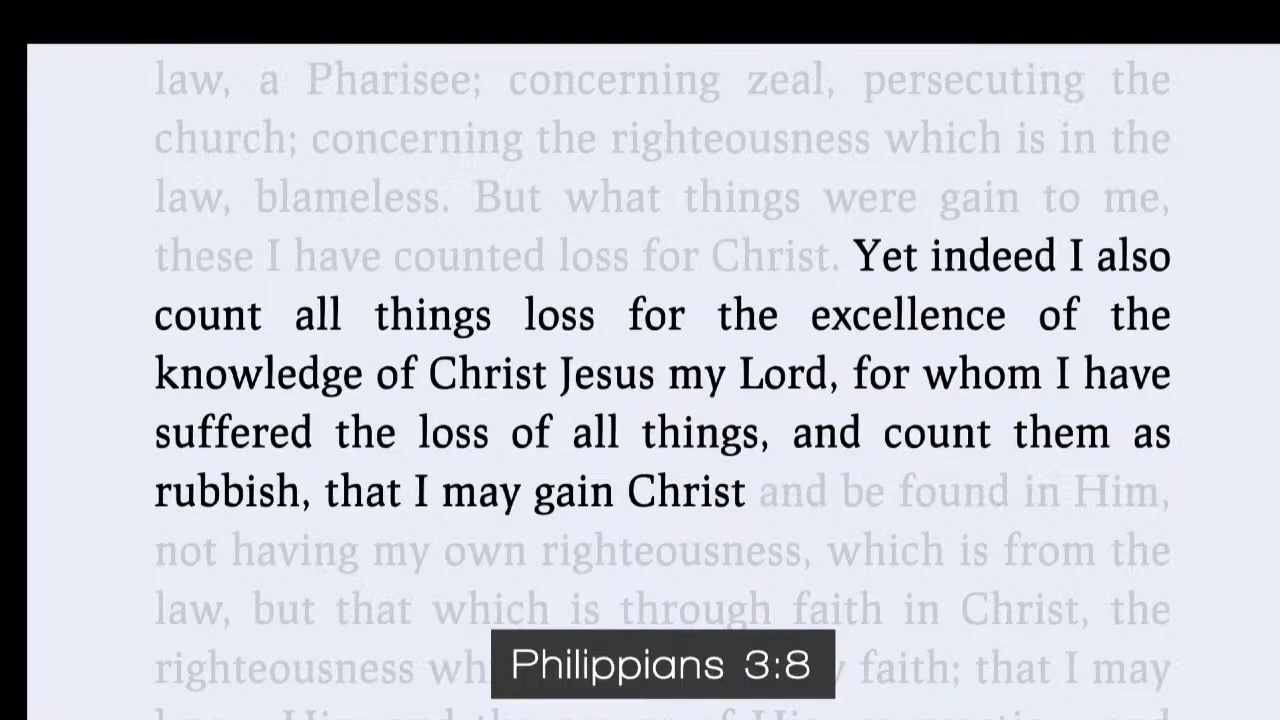 law, a Pharisee; concerning zeal, persecuting the
church; concerning the righteousness which is in the
law, blameless. But what things were gain to me,
these I have counted loss for Christ. Yet indeed I also
count all things loss for the excellence of the
knowledge of Christ Jesus my Lord, for whom I have
suffered the loss of all things, and count them as
rubbish, that I may gain Christ and be found in Him,
not having my own righteousness, which is from the
law, but that which is through faith in Christ, the
righteousness wh faith; that I may
Philippians 3:8